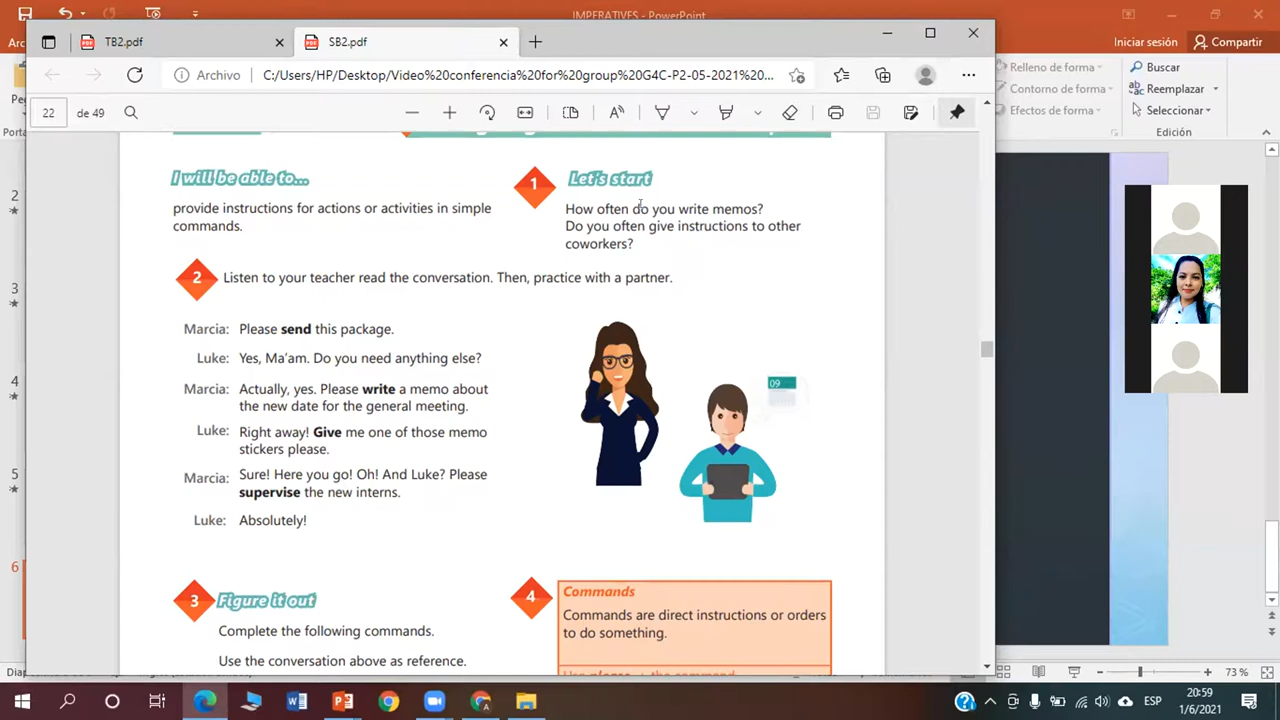 IMPERATIVES - PowerPoint
TB2.pdf
SB2.pdf
Iniciar sesión
Compartir
Archivo
C:/Users/HP/Desktop/Video%20conferencia%20for%20group%20G4C-P2-05-2021%20...
Relleno de forma
Buscar
Contorno de forma
Reemplazar
Efectos de forma
Seleccionar
Edición
22
de 49
I will be able to...
provide instructions for actions or activities in simple
commands.
1
Let's start
How often do you write memos?
Do you often give instructions to other
coworkers?
2
Listen to your teacher read the conversation. Then, practice with a partner.
Marcia: Please send this package.
Luke: Yes, Ma'am. Do you need anything else?
Marcia: Actually, yes. Please write a memo about
the new date for the general meeting.
Luke: Right away! Give me one of those memo
stickers please.
Marcia: Sure! Here you go! Oh! And Luke? Please
supervise the new interns.
Luke: Absolutely!
09
3
Figure it out
Complete the following commands.
Use the conversation above as reference.
4
Commands
Commands are direct instructions or orders
to do something.
2
3
4
5
6
73 %
ESP
20:59
1/6/2021